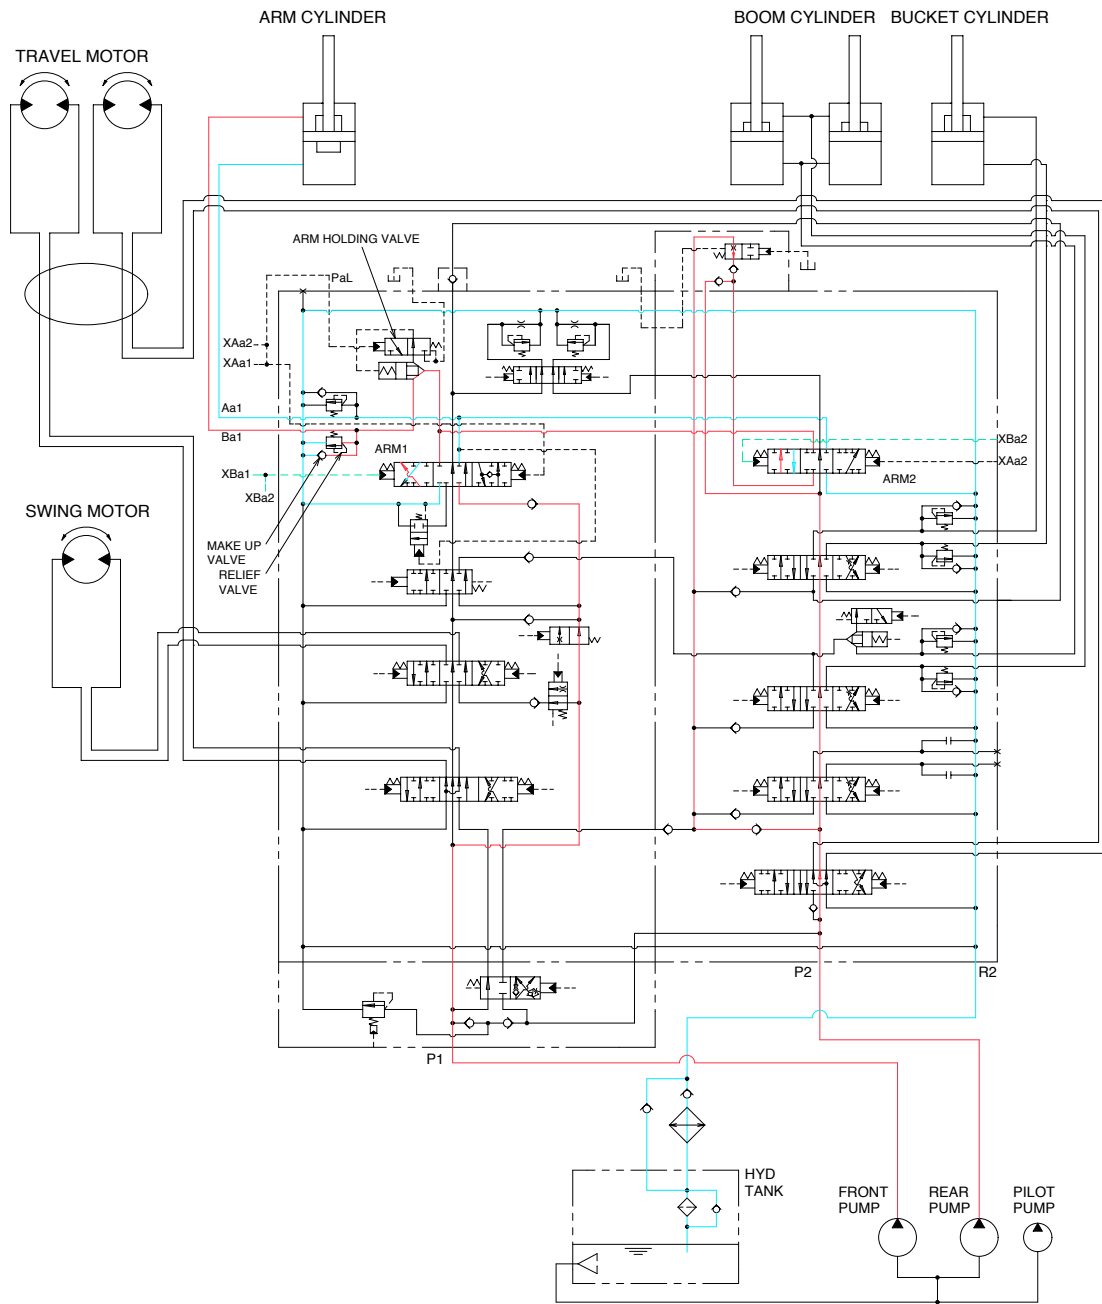 ARM CYLINDER
BOOM CYLINDER
BUCKET CYLINDER
TRAVEL MOTOR
ARM HOLDING VALVE
PaL
XAa2
XAa1
Aa1
Ba1
ARM1
XBa2
XAa2
ARM2
XBa1
XBa2
SWING MOTOR
MAKE UP
VALVE
RELIEF
VALVE
P2
R2
P1
HYD
TANK
FRONT
PUMP
REAR
PUMP
PILOT
PUMP